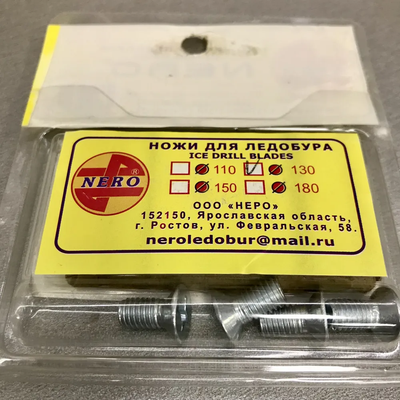 НОЖИ ДЛЯ ЛЕДОБУРА
ICE DRILL BLADES
NERO
110 130
150 180
ООО «НЕРО»
152150, Ярославская область,
г. Ростов, ул. Февральская, 58.
neroledobur@mail.ru